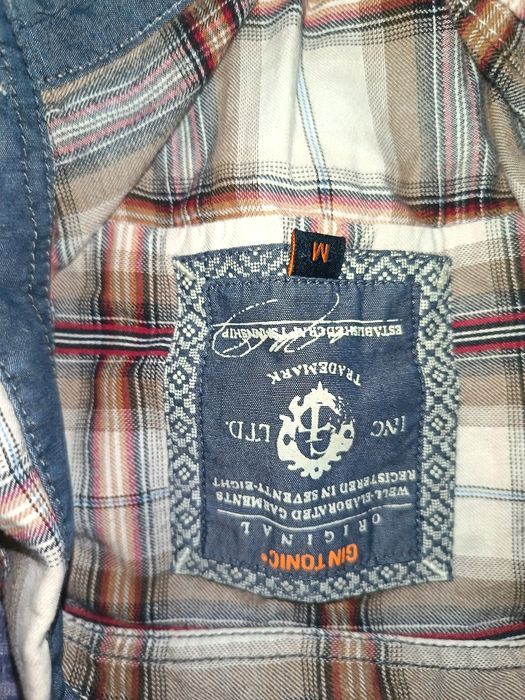 GIN TONIC®
ORIGINAL
WELL-ELABORATED GARMENTS
REGISTERED IN SEVENTY-EIGHT
INC LTD.
TRADEMARK
ESTABLISHED CRAFTSMANSHIP
M